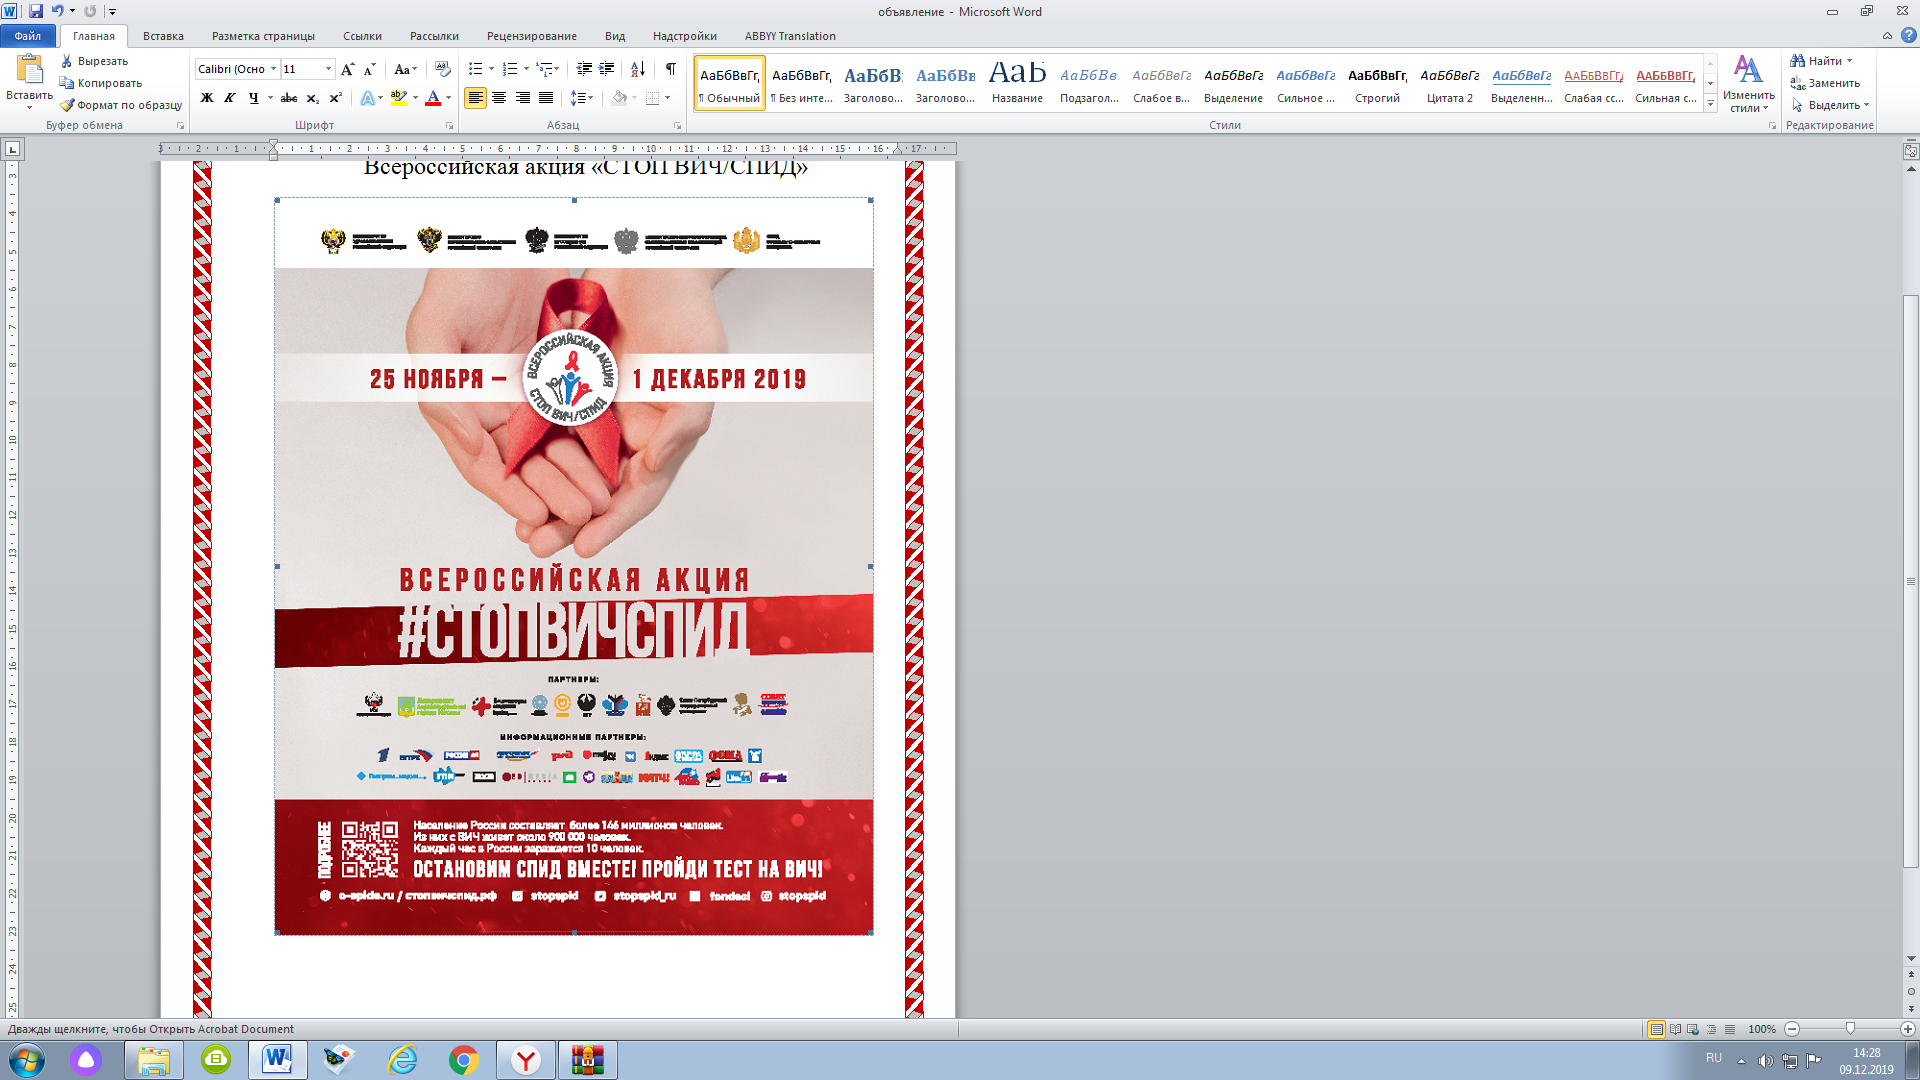 объявление - Microsoft Word
Файл
Главная
Вставка
Разметка страницы
Ссылки
Рассылки
Рецензирование
Вид
Надстройки
ABBYY Translation
Вставить
Вырезать
Копировать
Формат по образцу
Буфер обмена
Calibri (Осно
11
Шрифт
Абзац
АаБбВвГг, АаБбВвГг, АаБбВ АаБбВв АаБ АаБбВв АаБбВвГг АаБбВвГг АаБбВвГг АаБбВвГг, АаБбВвГг АаБбВвГг АаБбВвГг, АаБбВвГг,
¶ Обычный
¶ Без инте...
Заголово...
Заголово...
Название
Подзагол...
Слабое в...
Выделение
Сильное ...
Строгий
Цитата 2
Выделенн...
Слабая сс...
Сильная с...
Стили
Изменить стили
Найти
Заменить
Выделить
Редактирование
Всероссийская акция «СТОП ВИЧ/СПИД»
25 НОЯБРЯ –
1 ДЕКАБРЯ 2019
ВСЕРОССИЙСКАЯ АКЦИЯ
СТОП ВИЧ/СПИД
ВСЕРОССИЙСКАЯ АКЦИЯ
#СТОПВИЧСПИД
ПАРТНЕРЫ:
ИНФОРМАЦИОННЫЕ ПАРТНЕРЫ:
ПОДРОБНЕЕ
Население России составляет более 146 миллионов человек.
Из них с ВИЧ живет около 900 000 человек.
Каждый час в России заражается 10 человек.
ОСТАНОВИМ СПИД ВМЕСТЕ! ПРОЙДИ ТЕСТ НА ВИЧ!
o-spide.ru / стопвичспид.рф
stopspid
stopspid_ru
fondsci
stopspid
Дважды щелкните, чтобы Открыть Acrobat Document
100%
RU
14:28
09.12.2019